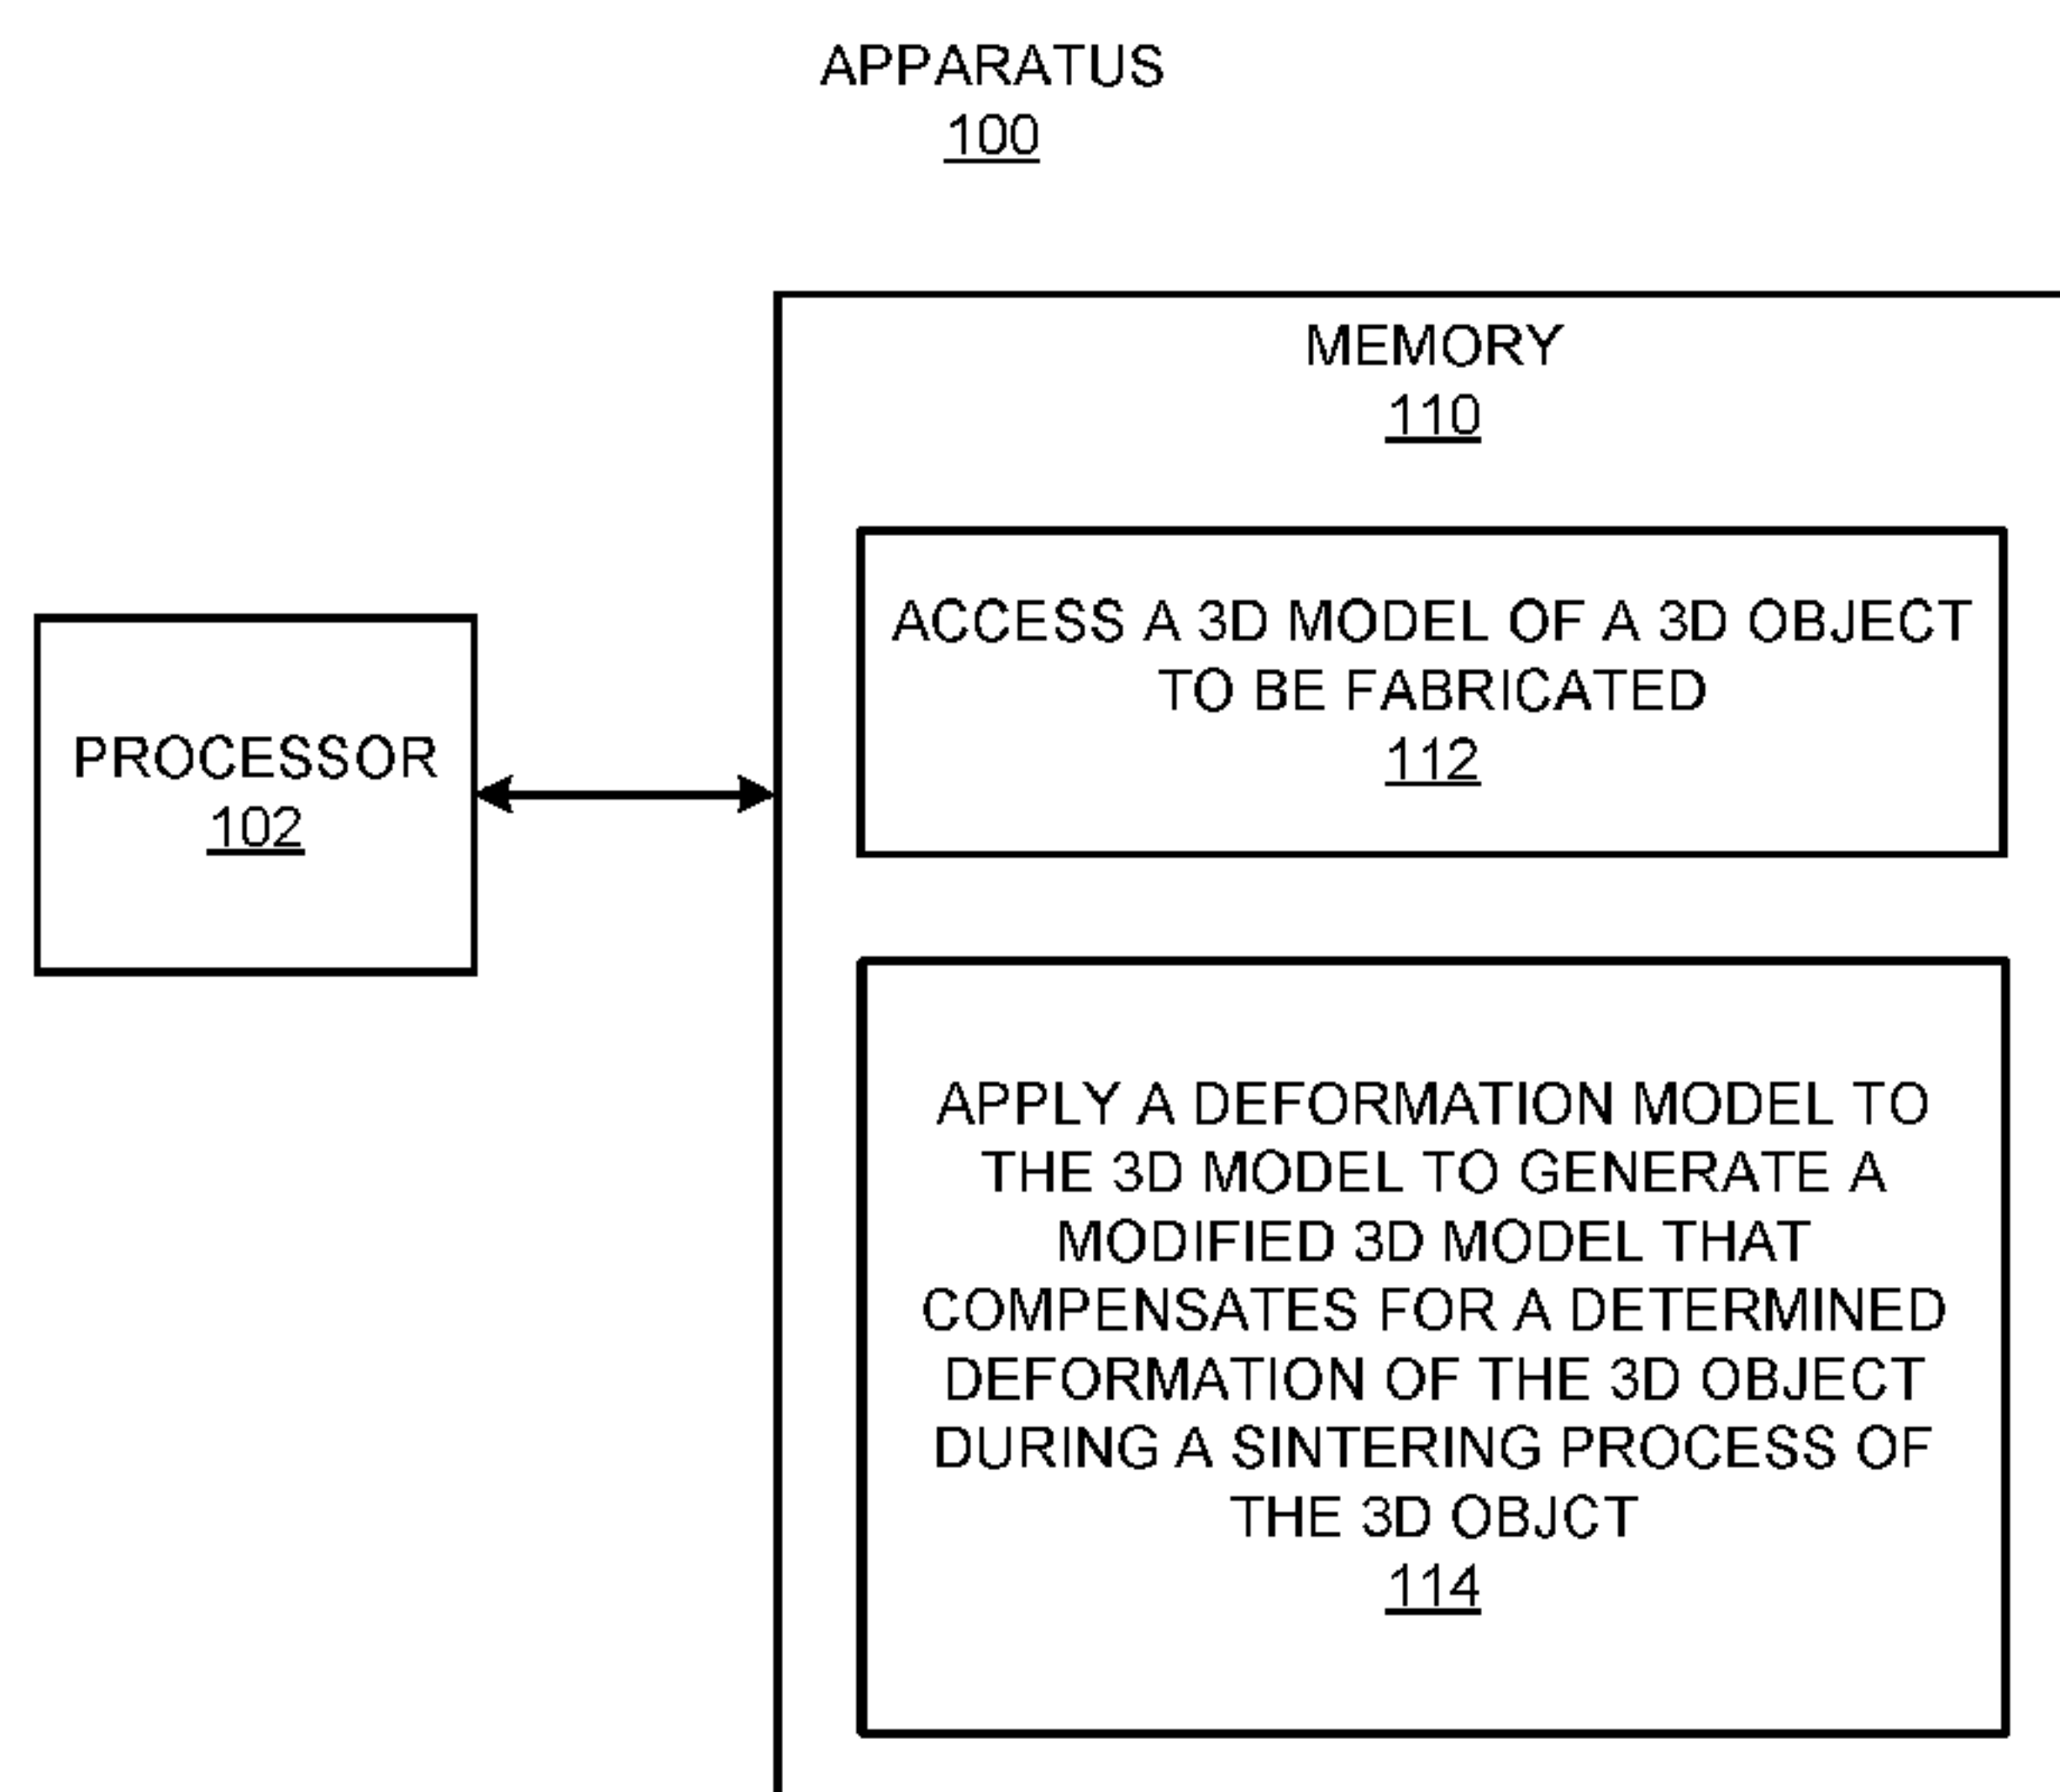 APPARATUS
100
MEMORY
110
ACCESS A 3D MODEL OF A 3D OBJECT
TO BE FABRICATED
112
PROCESSOR
102
APPLY A DEFORMATION MODEL TO
THE 3D MODEL TO GENERATE A
MODIFIED 3D MODEL THAT
COMPENSATES FOR A DETERMINED
DEFORMATION OF THE 3D OBJECT
DURING A SINTERING PROCESS OF
THE 3D OBJCT
114